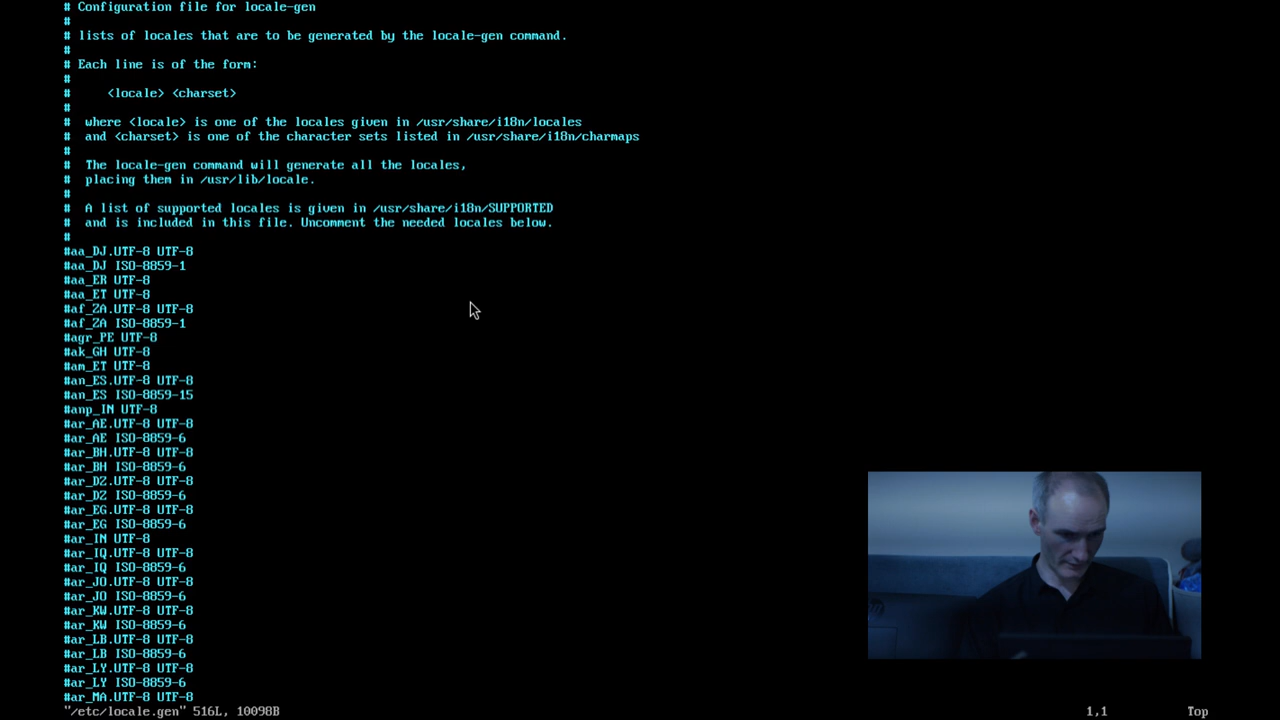 # Configuration file for locale-gen
#
# lists of locales that are to be generated by the locale-gen command.
#
# Each line is of the form:
#
#     <locale> <charset>
#
#  where <locale> is one of the locales given in /usr/share/i18n/locales
#  and <charset> is one of the character sets listed in /usr/share/i18n/charmaps
#
#  The locale-gen command will generate all the locales,
#  placing them in /usr/lib/locale.
#
#  A list of supported locales is given in /usr/share/i18n/SUPPORTED
#  and is included in this file. Uncomment the needed locales below.
#
#aa_DJ.UTF-8 UTF-8
#aa_DJ ISO-8859-1
#aa_ER UTF-8
#aa_ET UTF-8
#af_ZA.UTF-8 UTF-8
#af_ZA ISO-8859-1
#agr_PE UTF-8
#ak_GH UTF-8
#am_ET UTF-8
#an_ES.UTF-8 UTF-8
#an_ES ISO-8859-15
#anp_IN UTF-8
#ar_AE.UTF-8 UTF-8
#ar_AE ISO-8859-6
#ar_BH.UTF-8 UTF-8
#ar_BH ISO-8859-6
#ar_DZ.UTF-8 UTF-8
#ar_DZ ISO-8859-6
#ar_EG.UTF-8 UTF-8
#ar_EG ISO-8859-6
#ar_IN UTF-8
#ar_IQ.UTF-8 UTF-8
#ar_IQ ISO-8859-6
#ar_JO.UTF-8 UTF-8
#ar_JO ISO-8859-6
#ar_KW.UTF-8 UTF-8
#ar_KW ISO-8859-6
#ar_LB.UTF-8 UTF-8
#ar_LB ISO-8859-6
#ar_LY.UTF-8 UTF-8
#ar_LY ISO-8859-6
#ar_MA.UTF-8 UTF-8
"/etc/locale.gen" 516L, 10098B 1,1 Top